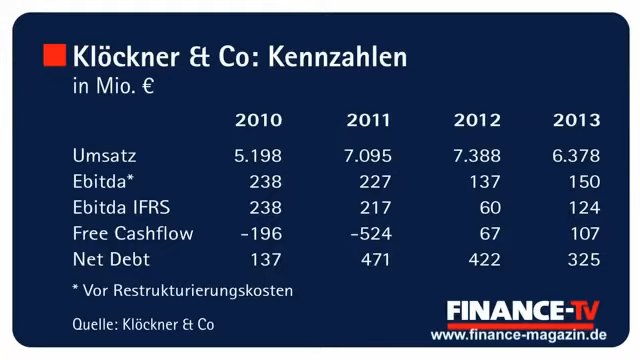 Klöckner & Co: Kennzahlen
in Mio. €
2010 2011 2012 2013
Umsatz 5.198 7.095 7.388 6.378
Ebitda* 238 227 137 150
Ebitda IFRS 238 217 60 124
Free Cashflow -196 -524 67 107
Net Debt 137 471 422 325
* Vor Restrukturierungskosten
Quelle: Klöckner & Co
FINANCE-TV
www.finance-magazin.de